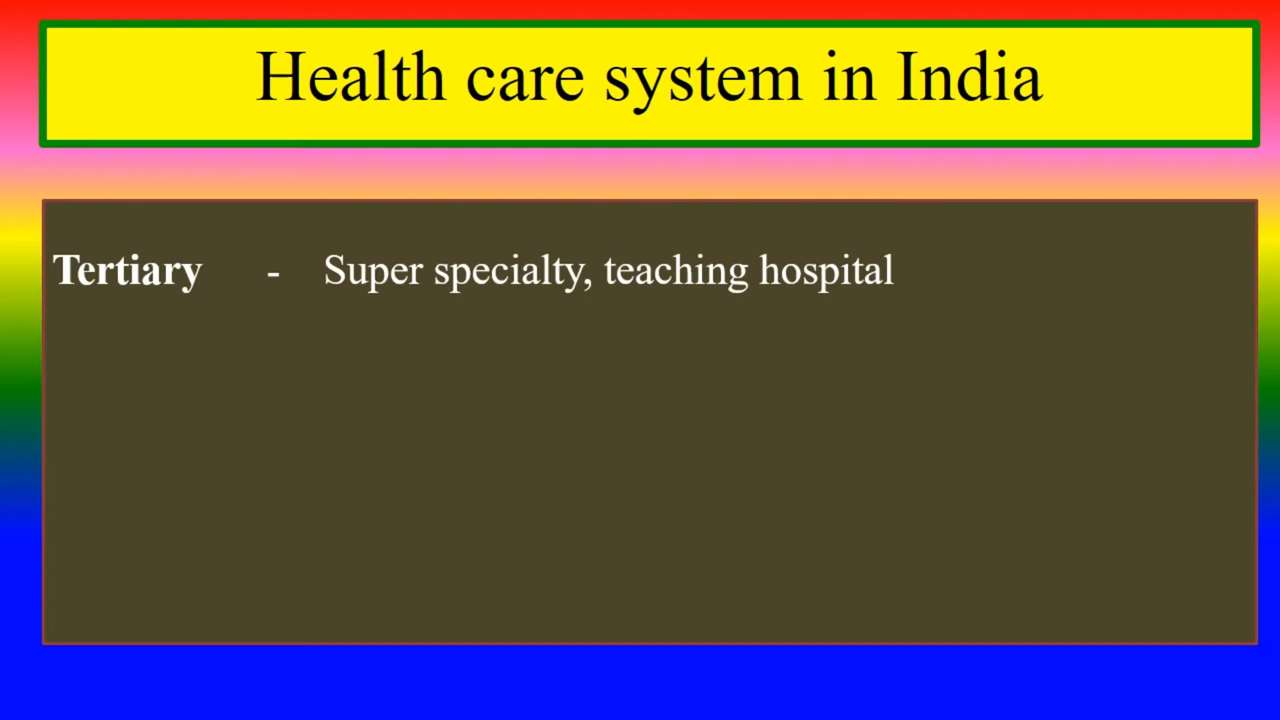 Health care system in India
Tertiary - Super specialty, teaching hospital